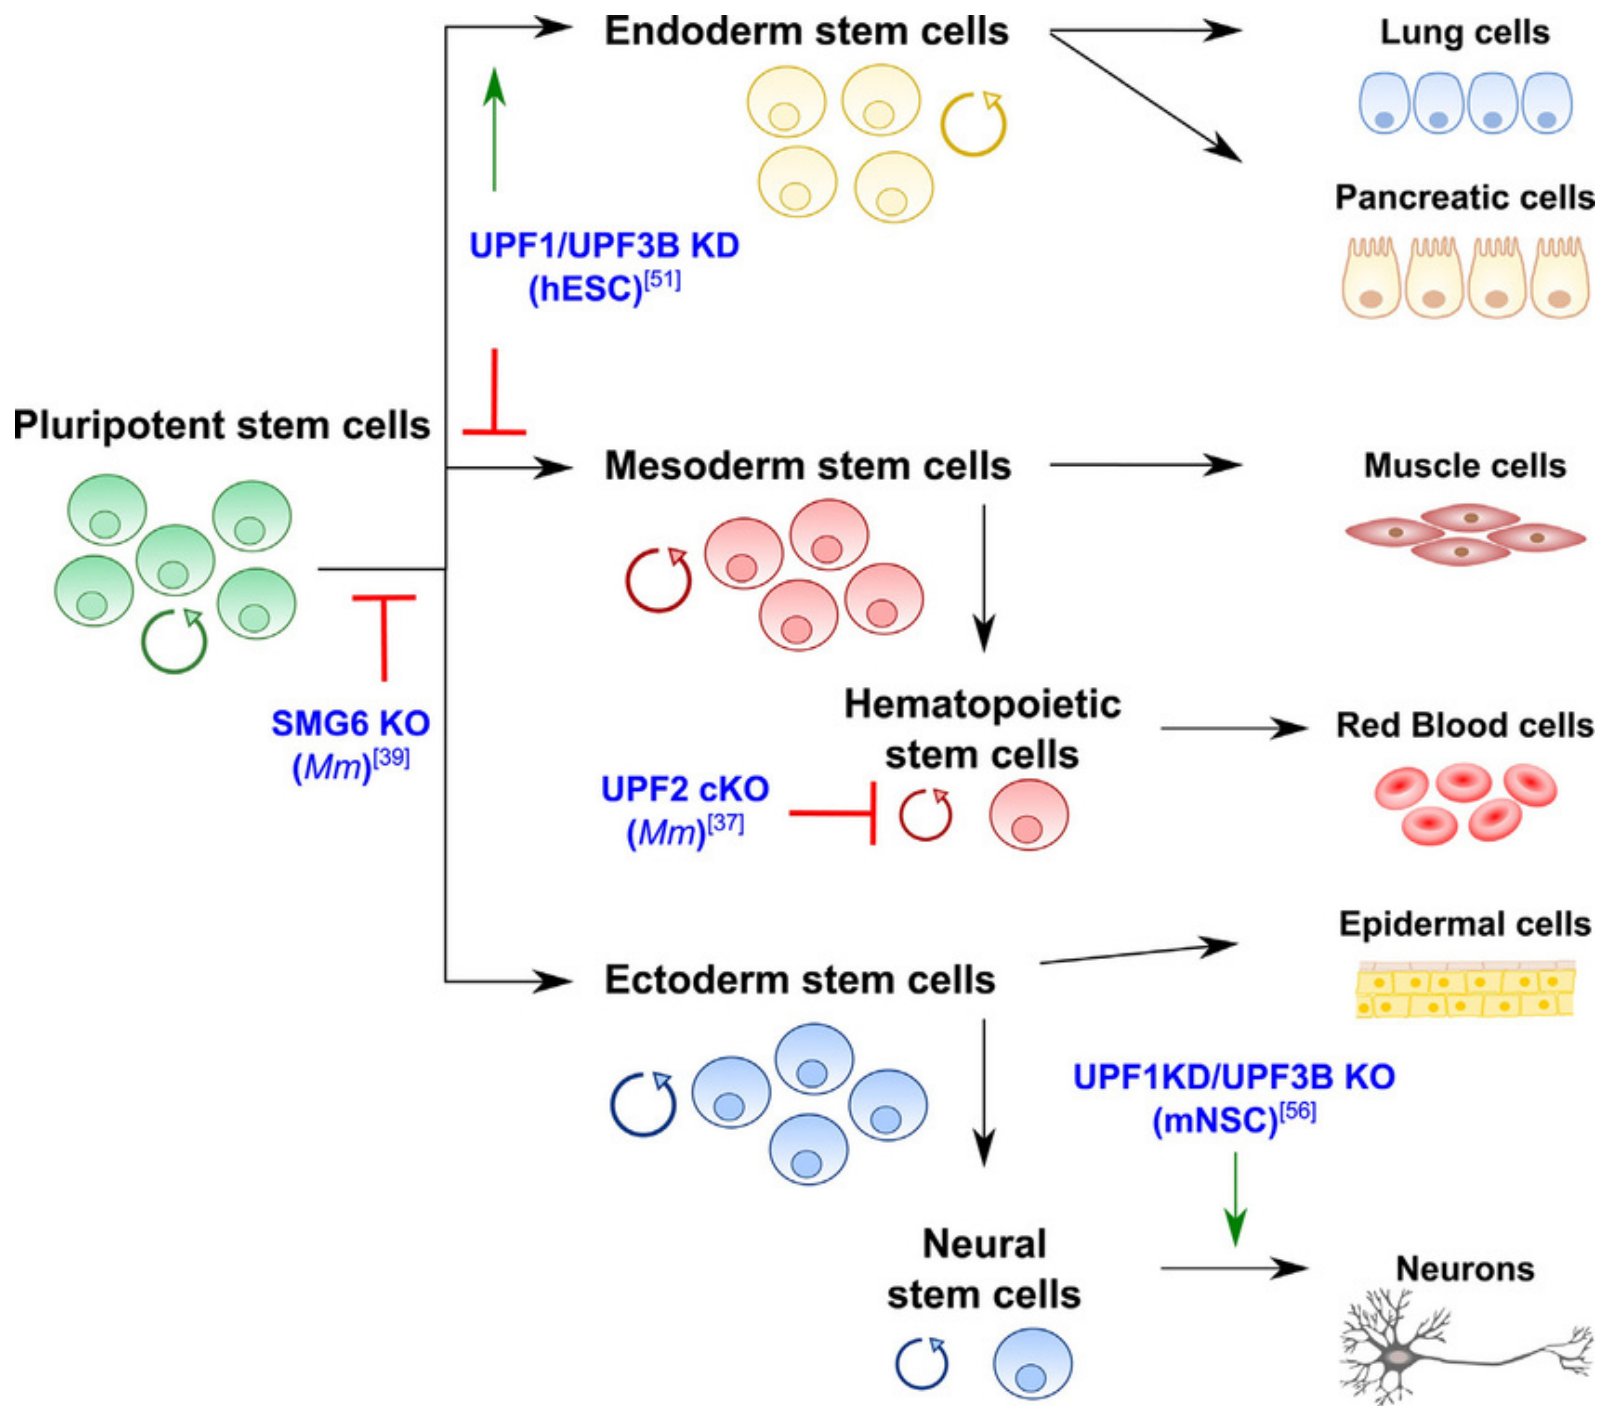 Endoderm stem cells
Lung cells
Pancreatic cells
UPF1/UPF3B KD
(hESC)[51]
Pluripotent stem cells
Mesoderm stem cells
Muscle cells
SMG6 KO
(Mm)[39]
Hematopoietic
stem cells
Red Blood cells
UPF2 cKO
(Mm)[37]
Epidermal cells
Ectoderm stem cells
UPF1KD/UPF3B KO
(mNSC)[56]
Neural
stem cells
Neurons